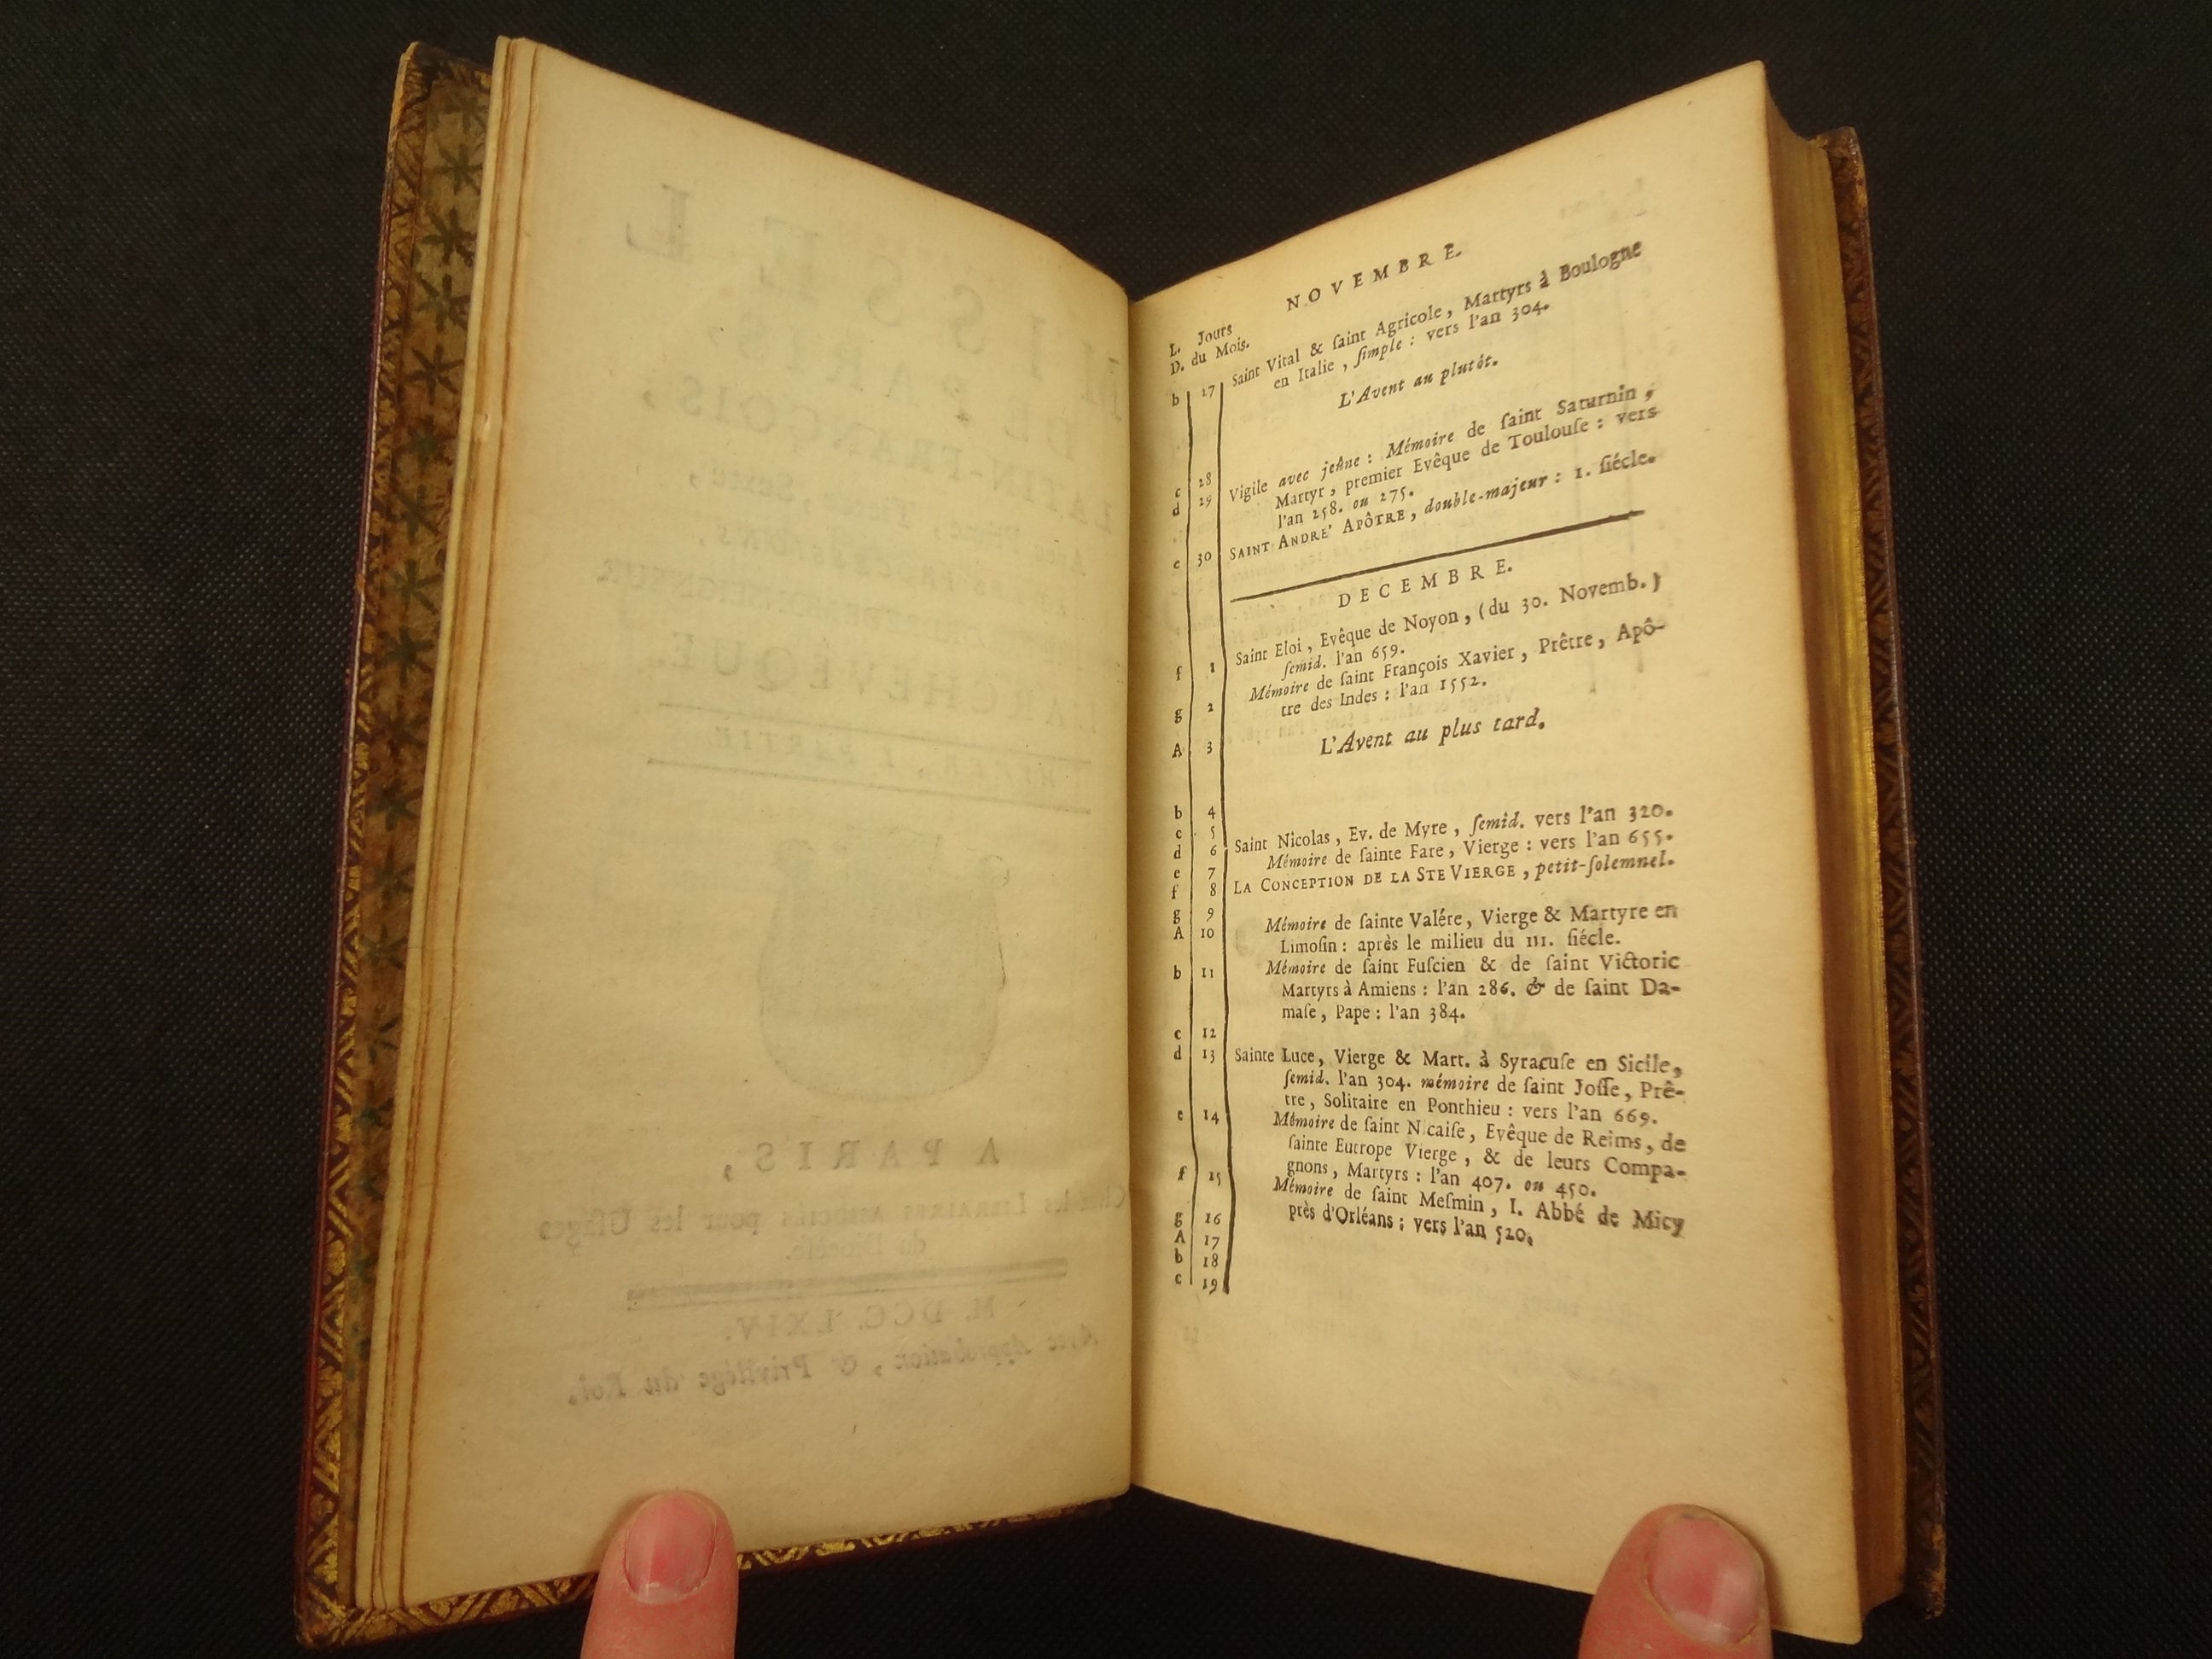 NOVEMBRE.
L. Jours
D. du Mois.
b 27 Saint Vital & saint Agricole, Martyrs à Boulogne
en Italie, simple : vers l'an 304.
L'Avent au plutôt.
c 28
d 29 Vigile avec jeûne : Mémoire de saint Saturnin,
Martyr, premier Evêque de Toulouse : vers
l'an 258. ou 275.
e 30 SAINT ANDRE' APÔTRE, double-majeur : I. siécle.
DECEMBRE.
f 1 Saint Eloi, Evêque de Noyon, (du 30. Novemb.)
semid. l'an 659.
g 2 Mémoire de saint François Xavier, Prêtre, Apô-
tre des Indes : l'an 1552.
A 3 L'Avent au plus tard.
b 4
c 5
d 6 Saint Nicolas, Ev. de Myre, semid. vers l'an 320.
e 7 Mémoire de sainte Fare, Vierge : vers l'an 655.
f 8 LA CONCEPTION DE LA STE VIERGE, petit-solemnel.
g 9
A 10 Mémoire de sainte Valére, Vierge & Martyre en
Limosin : après le milieu du III. siécle.
b 11 Mémoire de saint Fuscien & de saint Victoric
Martyrs à Amiens : l'an 286. & de saint Da-
mase, Pape : l'an 384.
c 12
d 13 Sainte Luce, Vierge & Mart. à Syracuse en Sicile,
semid. l'an 304. mémoire de saint Josse, Prê-
tre, Solitaire en Ponthieu : vers l'an 669.
e 14 Mémoire de saint Nicaise, Evêque de Reims, de
sainte Eutrope Vierge, & de leurs Compa-
gnons, Martyrs : l'an 407. ou 450.
f 15 Mémoire de saint Mesmin, I. Abbé de Micy
près d'Orléans : vers l'an 520.
g 16
A 17
b 18
c 19